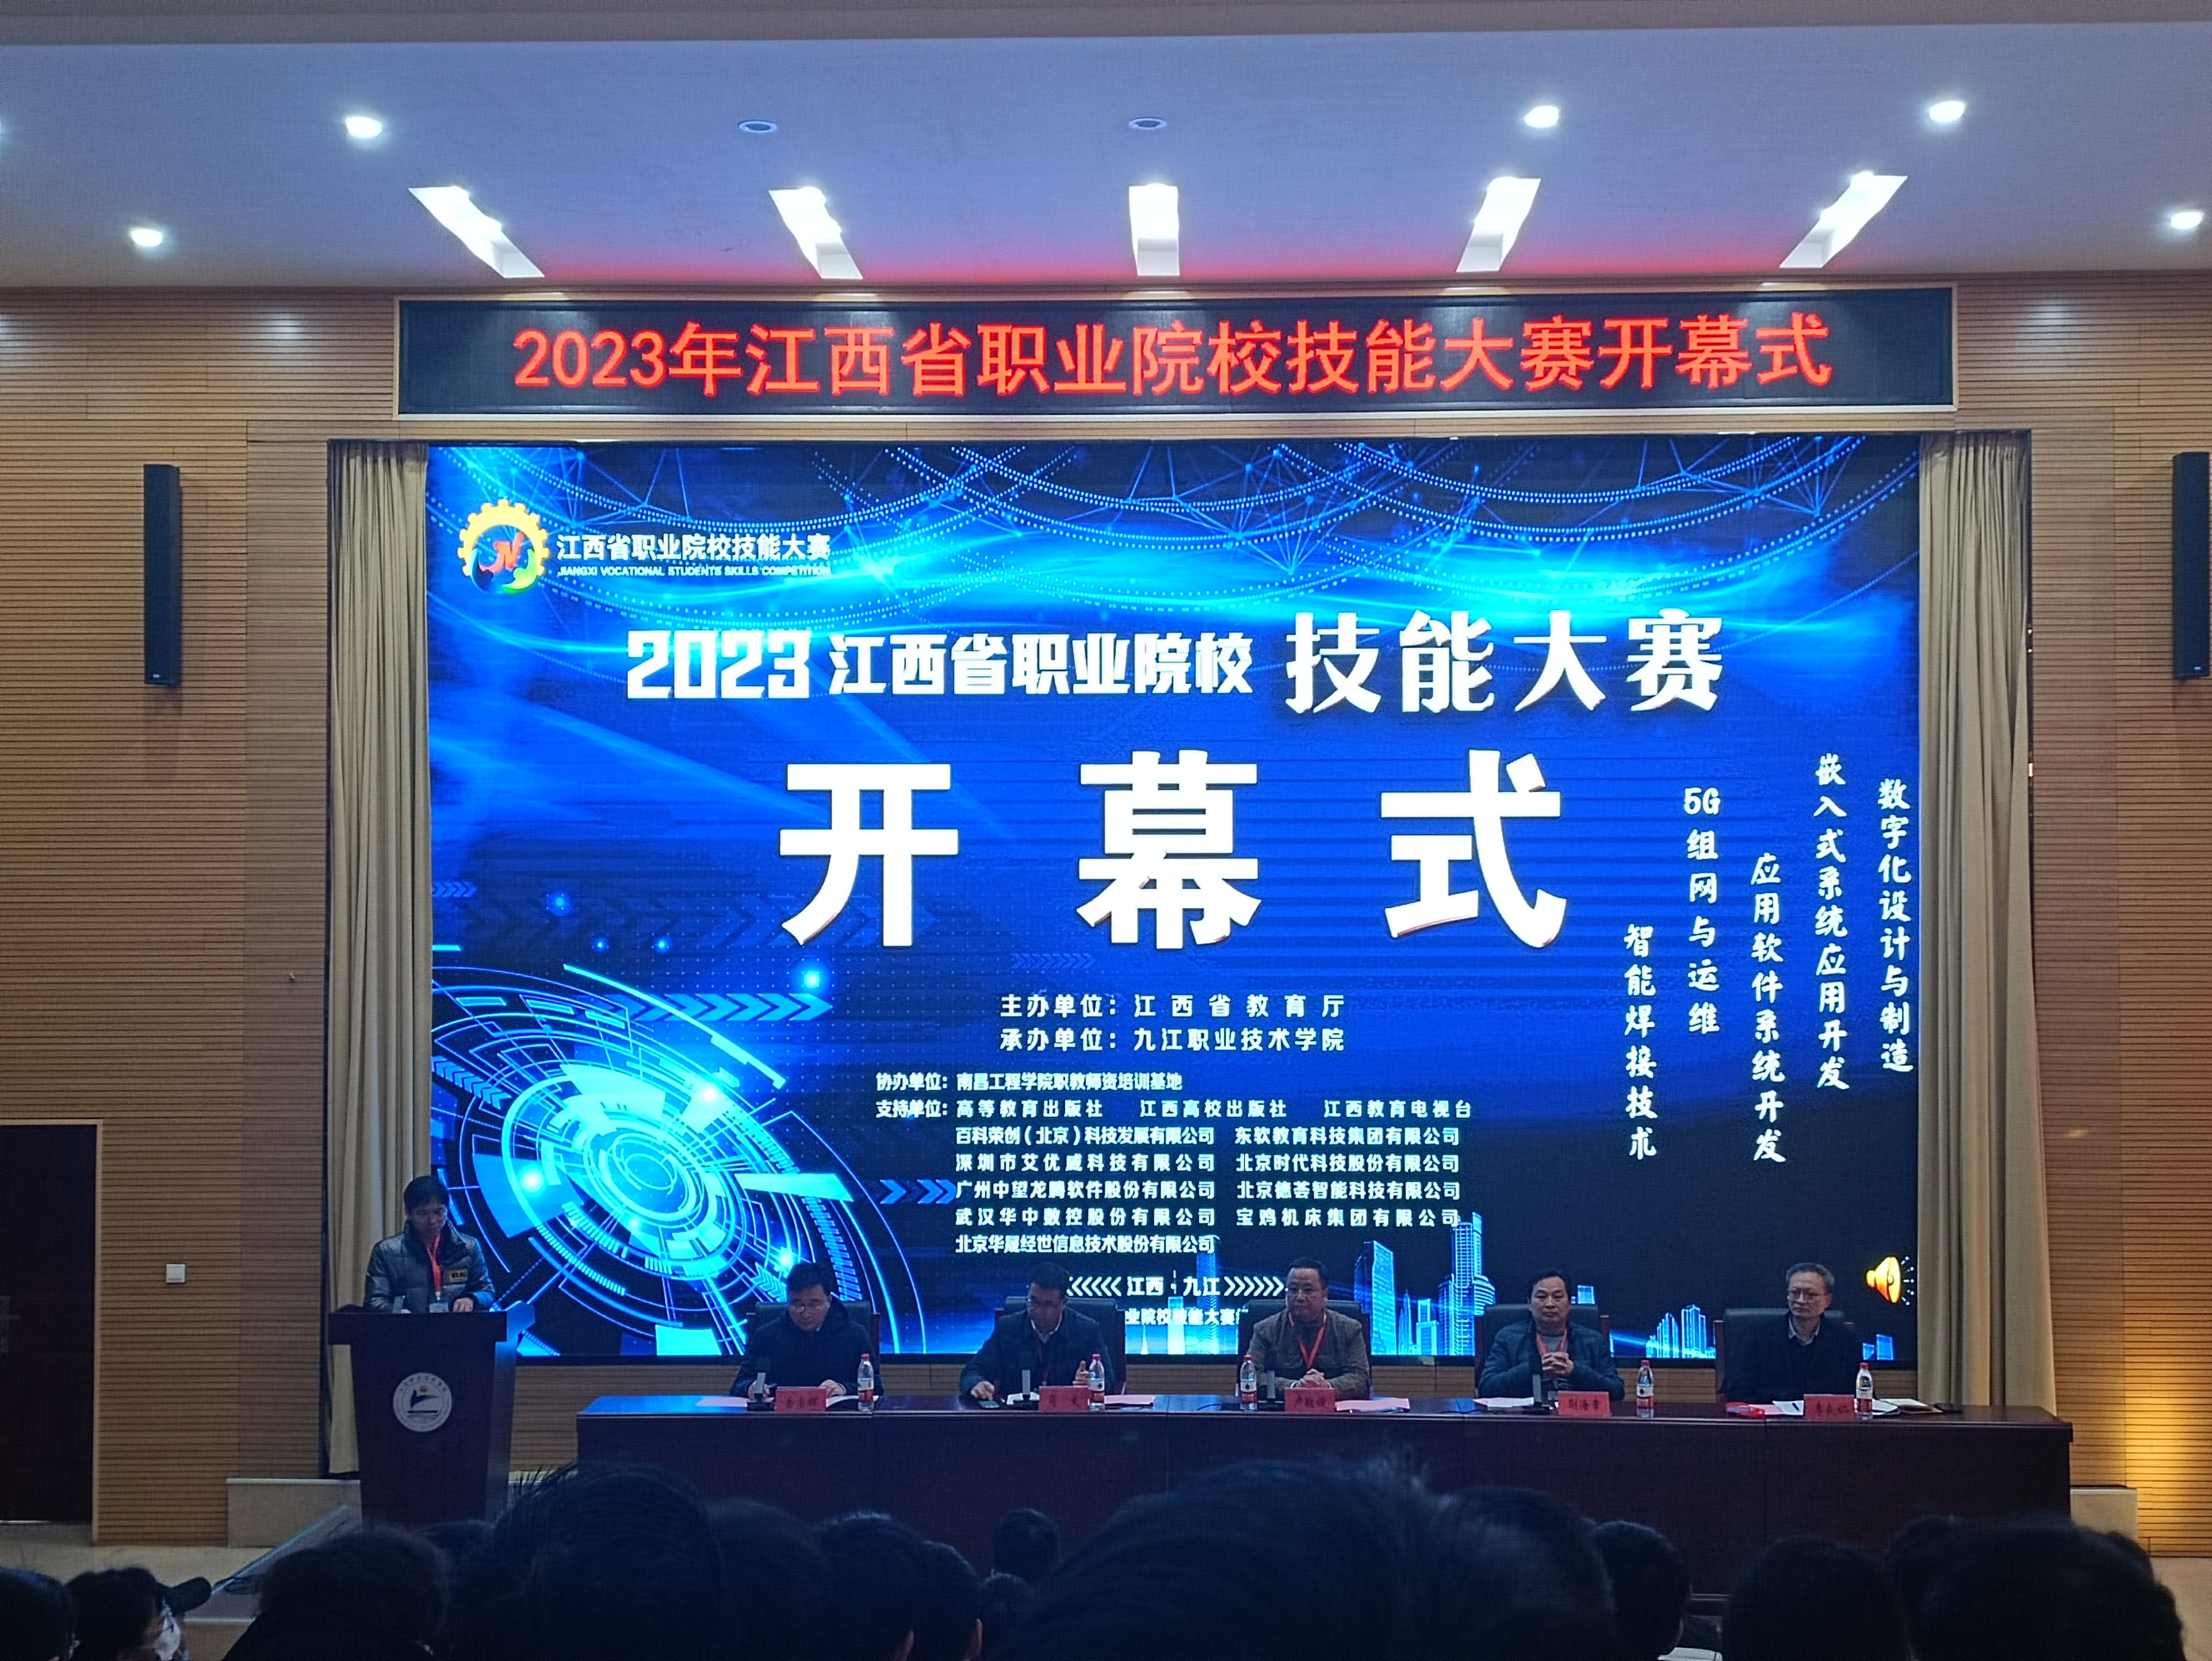 2023年江西省职业院校技能大赛开幕式
江西省职业院校技能大赛
JIANGXI VOCATIONAL STUDENTS SKILLS COMPETITION
2023江西省职业院校 技能大赛
开幕式
数字化设计与制造
嵌入式系统应用开发
应用软件系统开发
5G组网与运维
智能焊接技术
主办单位：江西省教育厅
承办单位：九江职业技术学院
协办单位：南昌工程学院职教师资培训基地
支持单位：高等教育出版社 江西高校出版社 江西教育电视台
百科荣创（北京）科技发展有限公司 东软教育科技集团有限公司
深圳市艾优威科技有限公司 北京时代科技股份有限公司
广州中望龙腾软件股份有限公司 北京德荟智能科技有限公司
武汉华中数控股份有限公司 宝鸡机床集团有限公司
北京华晟经世信息技术股份有限公司
江西·九江
业院校技能大赛